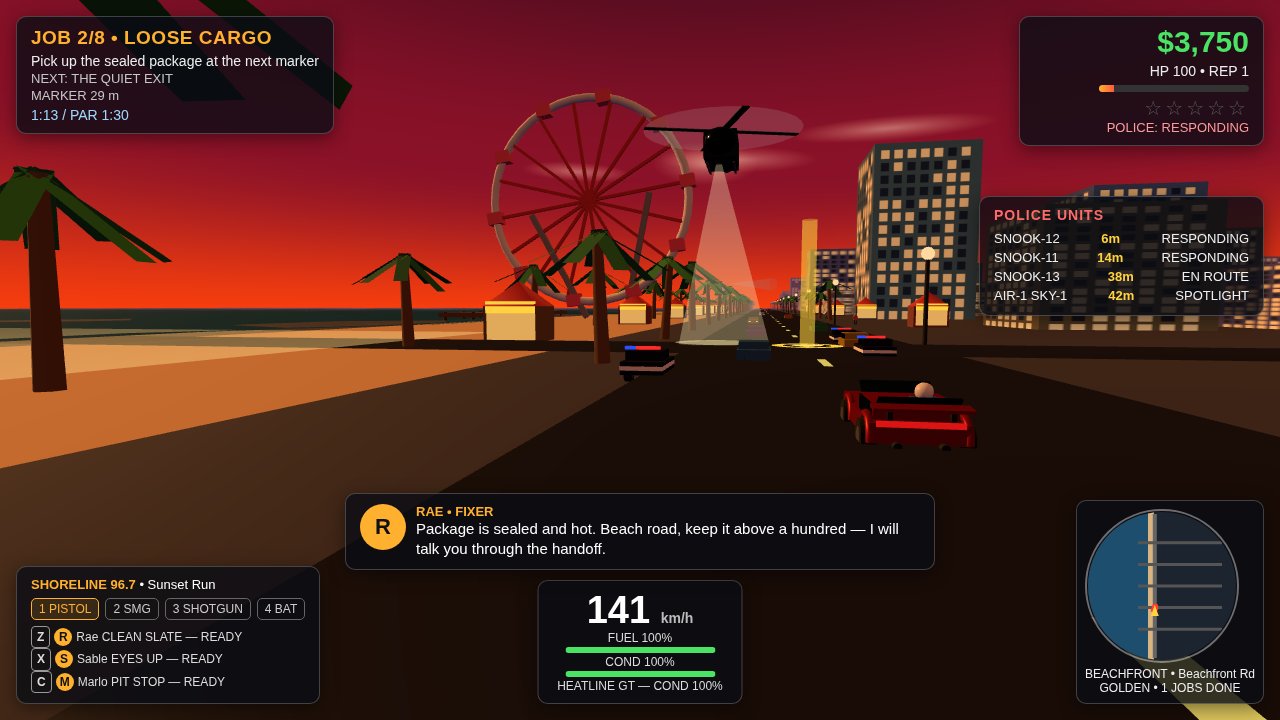 JOB 2/8 • LOOSE CARGO
Pick up the sealed package at the next marker
NEXT: THE QUIET EXIT
MARKER 29 m
1:13 / PAR 1:30
$3,750
HP 100 • REP 1
☆☆☆☆☆
POLICE: RESPONDING
POLICE UNITS
SNOOK-12 6m RESPONDING
SNOOK-11 14m RESPONDING
SNOOK-13 38m EN ROUTE
AIR-1 SKY-1 42m SPOTLIGHT
R
RAE • FIXER
Package is sealed and hot. Beach road, keep it above a hundred — I will
talk you through the handoff.
SHORELINE 96.7 • Sunset Run
1 PISTOL 2 SMG 3 SHOTGUN 4 BAT
Z R Rae CLEAN SLATE — READY
X S Sable EYES UP — READY
C M Marlo PIT STOP — READY
141 km/h
FUEL 100%
COND 100%
HEATLINE GT — COND 100%
BEACHFRONT • Beachfront Rd
GOLDEN • 1 JOBS DONE